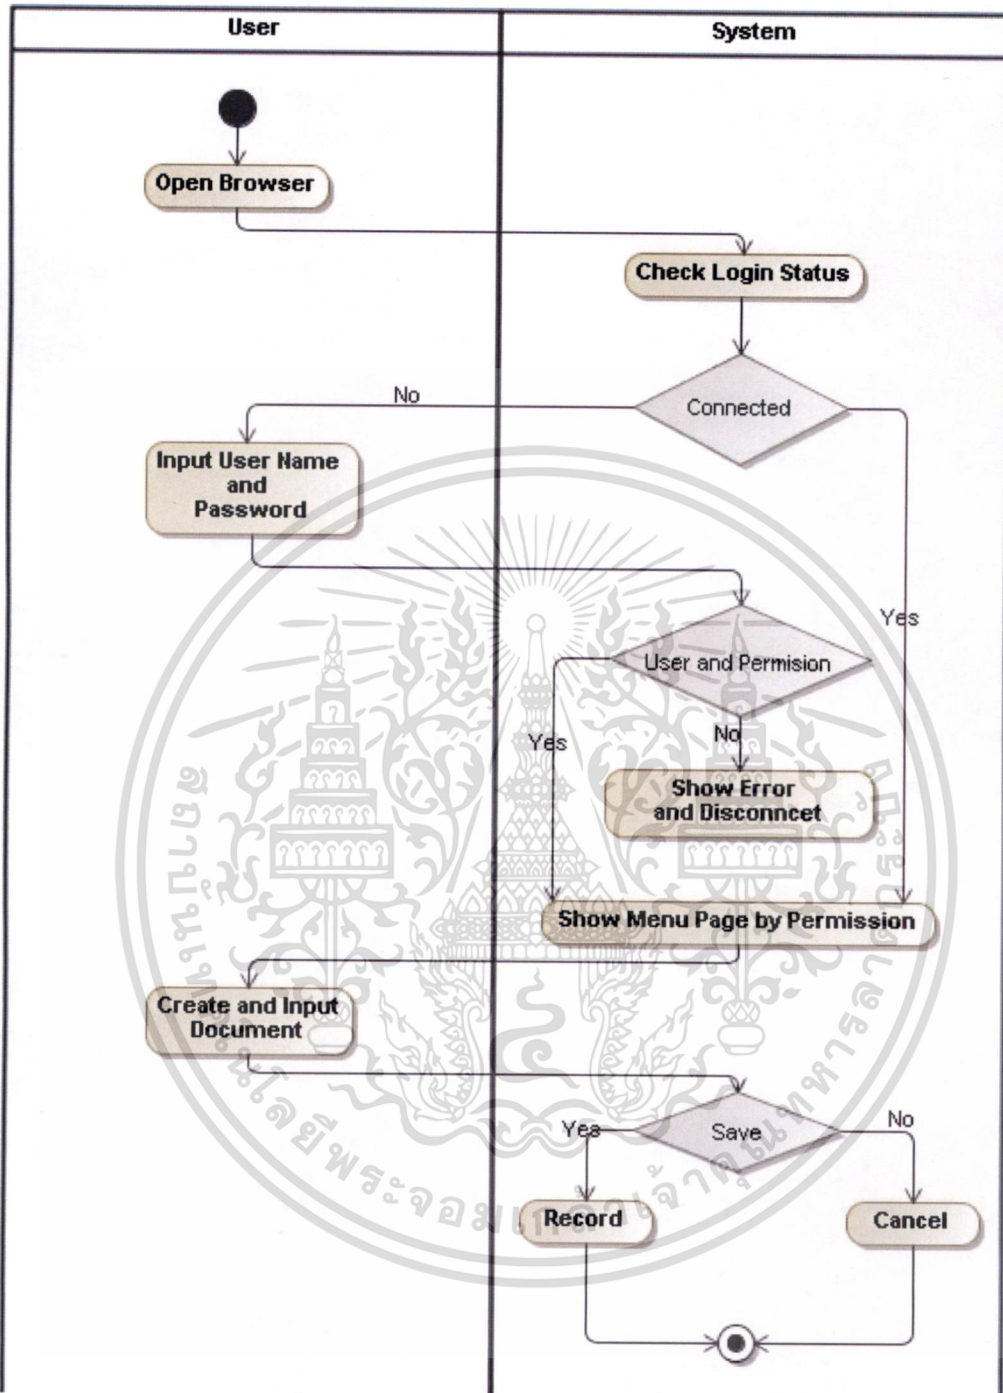 User
System
Open Browser
Check Login Status
Connected
No
Yes
Input User Name
and
Password
User and Permision
Yes
No
Show Error
and Disconncet
Show Menu Page by Permission
Create and Input
Document
Save
Yes
No
Record
Cancel